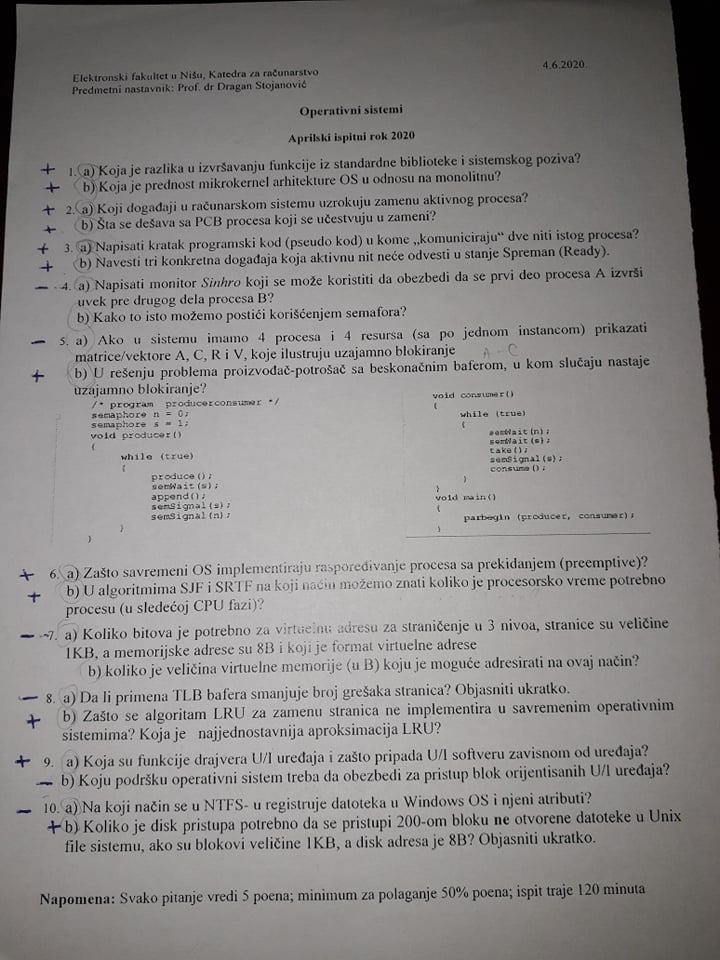 Elektronski fakultet u Nišu, Katedra za računarstvo
4.6.2020.
Predmetni nastavnik: Prof. dr Dragan Stojanović
Operativni sistemi
Aprilski ispitni rok 2020
+ 1. a) Koja je razlika u izvršavanju funkcije iz standardne biblioteke i sistemskog poziva?
+ b) Koja je prednost mikrokernel arhitekture OS u odnosu na monolitnu?
+ 2. a) Koji događaji u računarskom sistemu uzrokuju zamenu aktivnog procesa?
+ b) Šta se dešava sa PCB procesa koji se učestvuju u zameni?
+ 3. a) Napisati kratak programski kod (pseudo kod) u kome „komuniciraju“ dve niti istog procesa?
+ b) Navesti tri konkretna događaja koja aktivnu nit neće odvesti u stanje Spreman (Ready).
- 4. a) Napisati monitor Sinhro koji se može koristiti da obezbedi da se prvi deo procesa A izvrši
uvek pre drugog dela procesa B?
b) Kako to isto možemo postići korišćenjem semafora?
- 5. a) Ako u sistemu imamo 4 procesa i 4 resursa (sa po jednom instancom) prikazati
matrice/vektore A, C, R i V, koje ilustruju uzajamno blokiranje A - C
+ b) U rešenju problema proizvođač-potrošač sa beskonačnim baferom, u kom slučaju nastaje
uzajamno blokiranje?
/* program producerconsumer */
semaphore n = 0;
semaphore s = 1;
void producer()
{
while (true)
{
produce();
semWait(s);
append();
semSignal(s);
semSignal(n);
}
}
void consumer()
{
while (true)
{
semWait(n);
semWait(s);
take();
semSignal(s);
consume();
}
}
void main()
{
parbegin (producer, consumer);
}
+ 6. a) Zašto savremeni OS implementiraju raspoređivanje procesa sa prekidanjem (preemptive)?
+ b) U algoritmima SJF i SRTF na koji način možemo znati koliko je procesorsko vreme potrebno
procesu (u sledećoj CPU fazi)?
- 7. a) Koliko bitova je potrebno za virtuelnu adresu za straničenje u 3 nivoa, stranice su veličine
1KB, a memorijske adrese su 8B i koji je format virtuelne adrese
b) koliko je veličina virtuelne memorije (u B) koju je moguće adresirati na ovaj način?
- 8. a) Da li primena TLB bafera smanjuje broj grešaka stranica? Objasniti ukratko.
+ b) Zašto se algoritam LRU za zamenu stranica ne implementira u savremenim operativnim
sistemima? Koja je najjednostavnija aproksimacija LRU?
+ 9. a) Koja su funkcije drajvera U/I uređaja i zašto pripada U/I softveru zavisnom od uređaja?
- b) Koju podršku operativni sistem treba da obezbedi za pristup blok orijentisanih U/I uređaja?
- 10. a) Na koji način se u NTFS- u registruje datoteka u Windows OS i njeni atributi?
+ b) Koliko je disk pristupa potrebno da se pristupi 200-om bloku ne otvorene datoteke u Unix
file sistemu, ako su blokovi veličine 1KB, a disk adresa je 8B? Objasniti ukratko.
Napomena: Svako pitanje vredi 5 poena; minimum za polaganje 50% poena; ispit traje 120 minuta